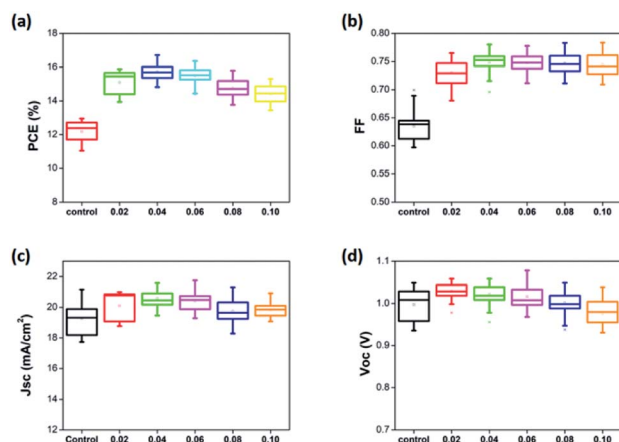 (a)
18
16
14
12
10
8
6
PCE (%)
control 0.02 0.04 0.06 0.08 0.10
(b)
0.80
0.75
0.70
0.65
0.60
0.55
0.50
FF
control 0.02 0.04 0.06 0.08 0.10
(c)
22
20
18
16
14
Jsc (mA/cm²)
Control 0.02 0.04 0.06 0.08 0.10
(d)
1.1
1.0
0.9
0.8
0.7
Voc (V)
Control 0.02 0.04 0.06 0.08 0.10